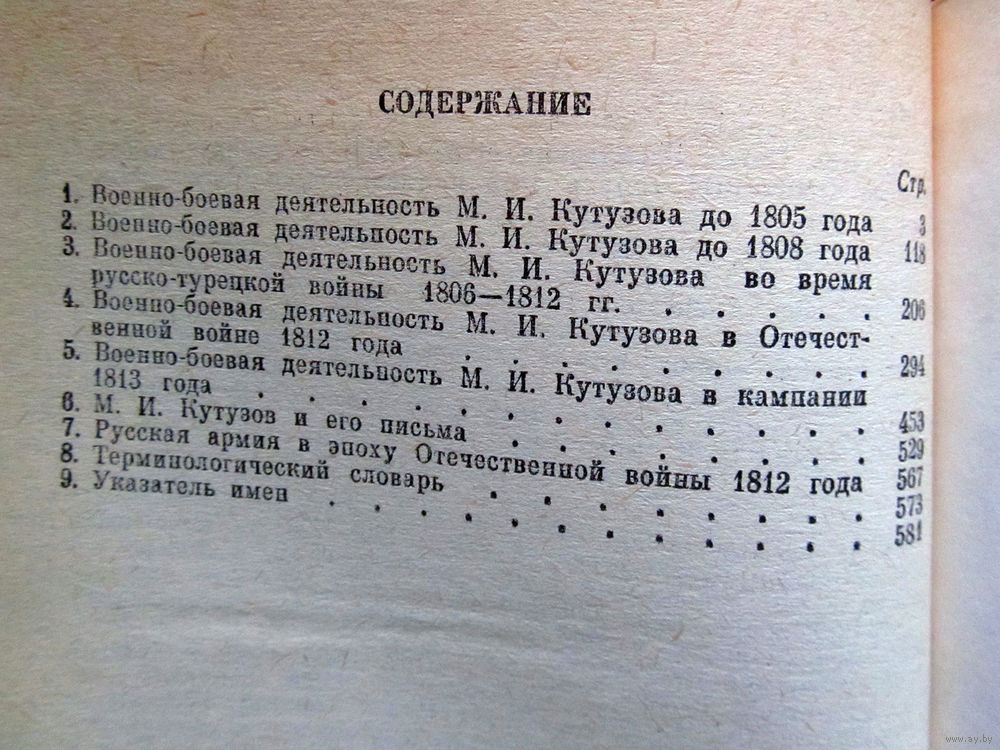 СОДЕРЖАНИЕ
Стр.
1. Военно-боевая деятельность М. И. Кутузова до 1805 года 3
2. Военно-боевая деятельность М. И. Кутузова до 1808 года 118
3. Военно-боевая деятельность М. И. Кутузова во время
русско-турецкой войны 1806—1812 гг. . . . . . 206
4. Военно-боевая деятельность М. И. Кутузова в Отечест-
венной войне 1812 года . . . . . . . . . . 294
5. Военно-боевая деятельность М. И. Кутузова в кампании
1813 года . . . . . . . . . . . . . . 453
6. М. И. Кутузов и его письма . . . . . . . . . 529
7. Русская армия в эпоху Отечественной войны 1812 года 567
8. Терминологический словарь . . . . . . . . . 573
9. Указатель имен . . . . . . . . . . . . 581
www.ay.by